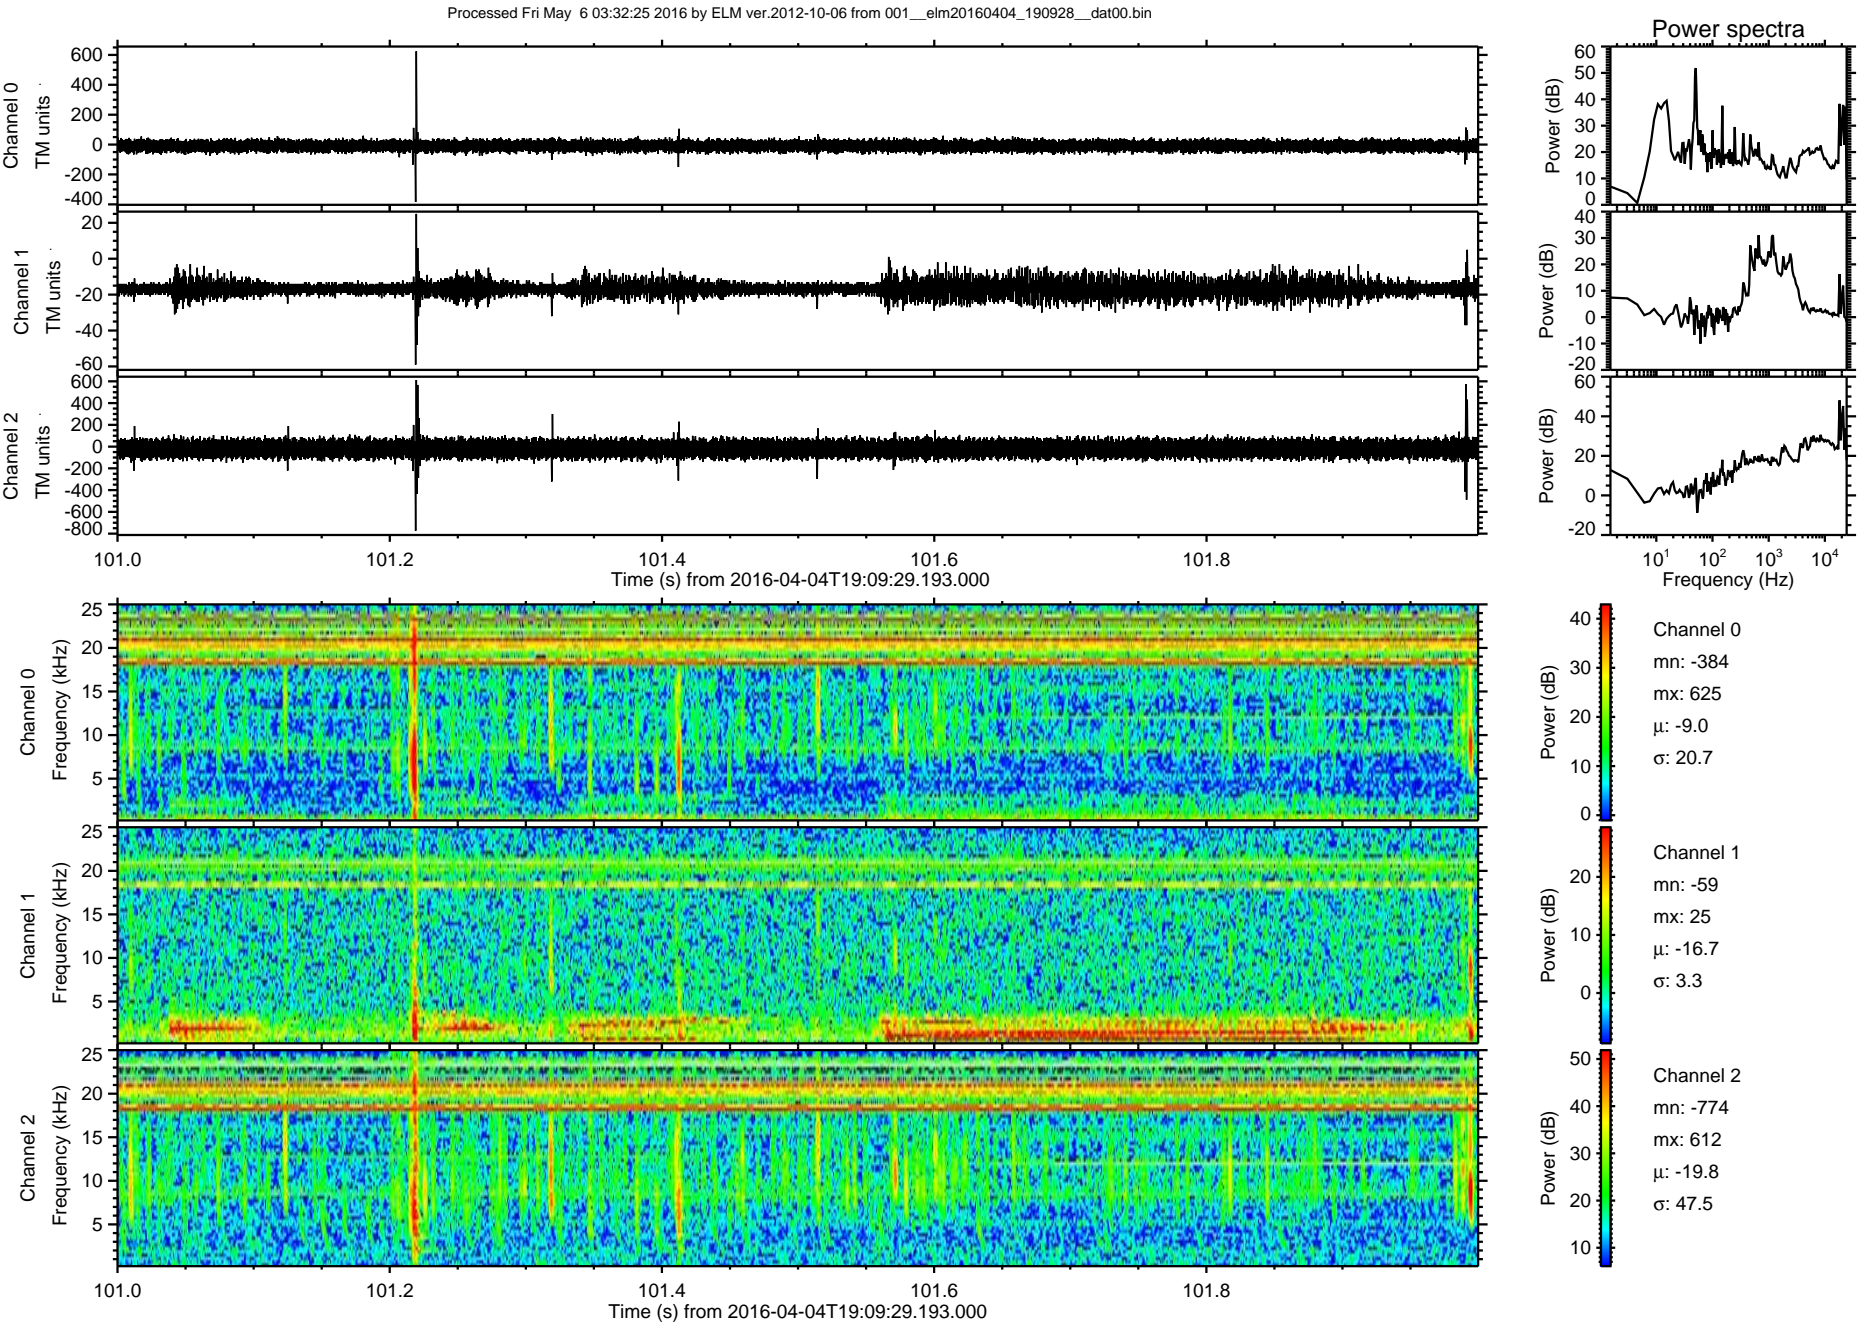 Processed Fri May  6 03:32:25 2016 by ELM ver.2012-10-06 from 001__elm20160404_190928__dat00.bin
Power spectra
Channel 0
TM units
600
400
200
0
-200
-400
Power (dB)
60
50
40
30
20
10
0
Channel 1
TM units
20
0
-20
-40
-60
Power (dB)
40
30
20
10
0
-10
-20
Channel 2
TM units
600
400
200
0
-200
-400
-600
-800
Power (dB)
60
40
20
0
-20
101.0 101.2 101.4 101.6 101.8
Time (s) from 2016-04-04T19:09:29.193.000
10¹ 10² 10³ 10⁴
Frequency (Hz)
Channel 0
Frequency (kHz)
25
20
15
10
5
Power (dB)
40
30
20
10
0
Channel 0
mn: -384
mx: 625
μ: -9.0
σ: 20.7
Channel 1
Frequency (kHz)
25
20
15
10
5
Power (dB)
20
10
0
Channel 1
mn: -59
mx: 25
μ: -16.7
σ: 3.3
Channel 2
Frequency (kHz)
25
20
15
10
5
Power (dB)
50
40
30
20
10
Channel 2
mn: -774
mx: 612
μ: -19.8
σ: 47.5
101.0 101.2 101.4 101.6 101.8
Time (s) from 2016-04-04T19:09:29.193.000